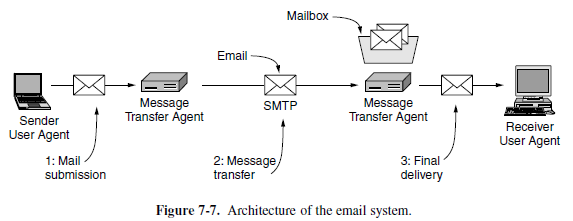 Mailbox
Email
SMTP
Sender
User Agent
Message
Transfer Agent
Message
Transfer Agent
Receiver
User Agent
1: Mail
submission
2: Message
transfer
3: Final
delivery
Figure 7-7. Architecture of the email system.